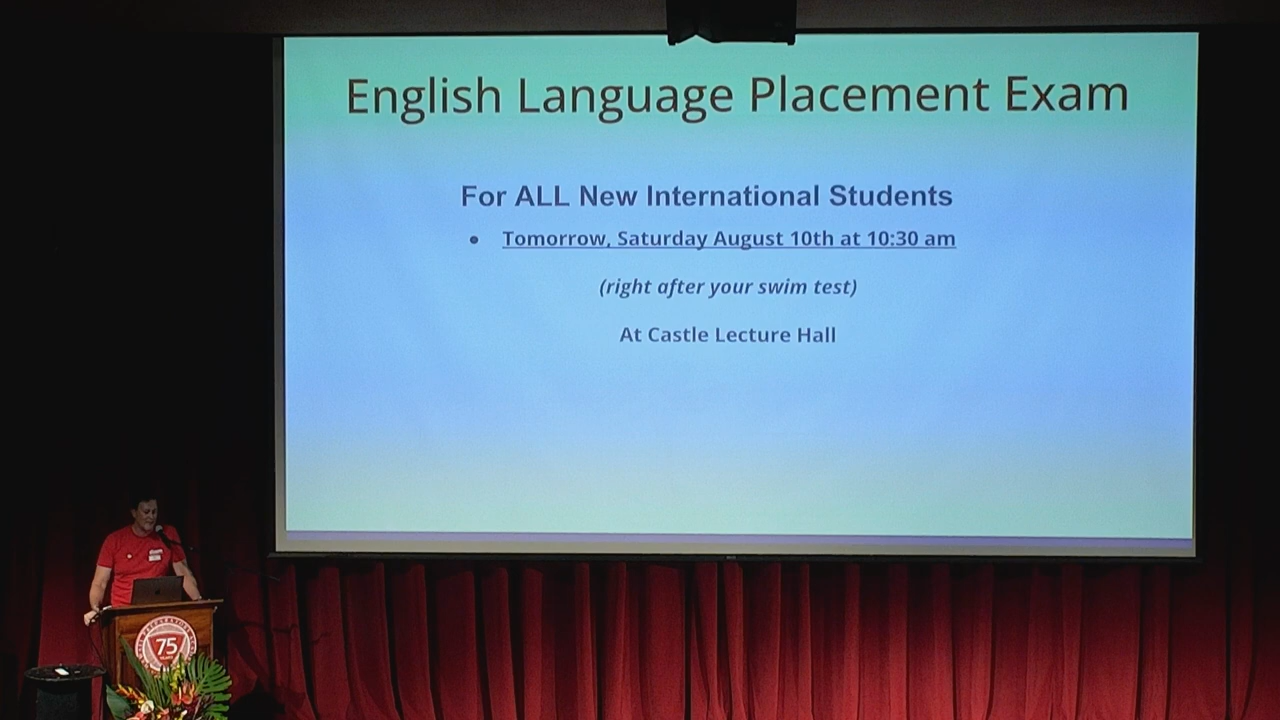 English Language Placement Exam
For ALL New International Students
• Tomorrow, Saturday August 10th at 10:30 am
(right after your swim test)
At Castle Lecture Hall
75